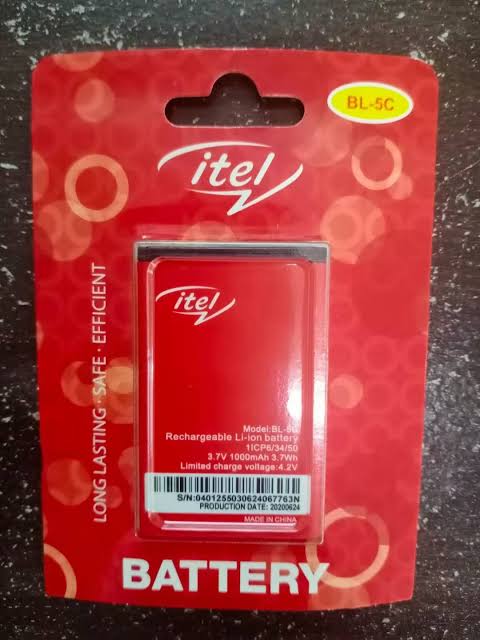 BL-5C
itel
LONG LASTING · SAFE · EFFICIENT
itel
Model:BL-5C
Rechargeable Li-ion battery
1ICP6/34/50
3.7V 1000mAh 3.7Wh
Limited charge voltage:4.2V
S/N:0401255030624067763N
PRODUCTION DATE: 20200624
MADE IN CHINA
BATTERY